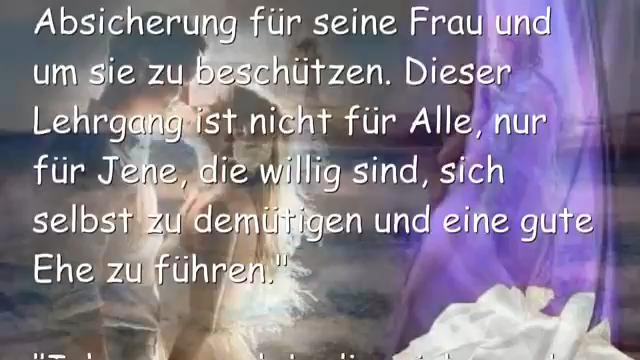 Absicherung für seine Frau und
um sie zu beschützen. Dieser
Lehrgang ist nicht für Alle, nur
für Jene, die willig sind, sich
selbst zu demütigen und eine gute
Ehe zu führen."